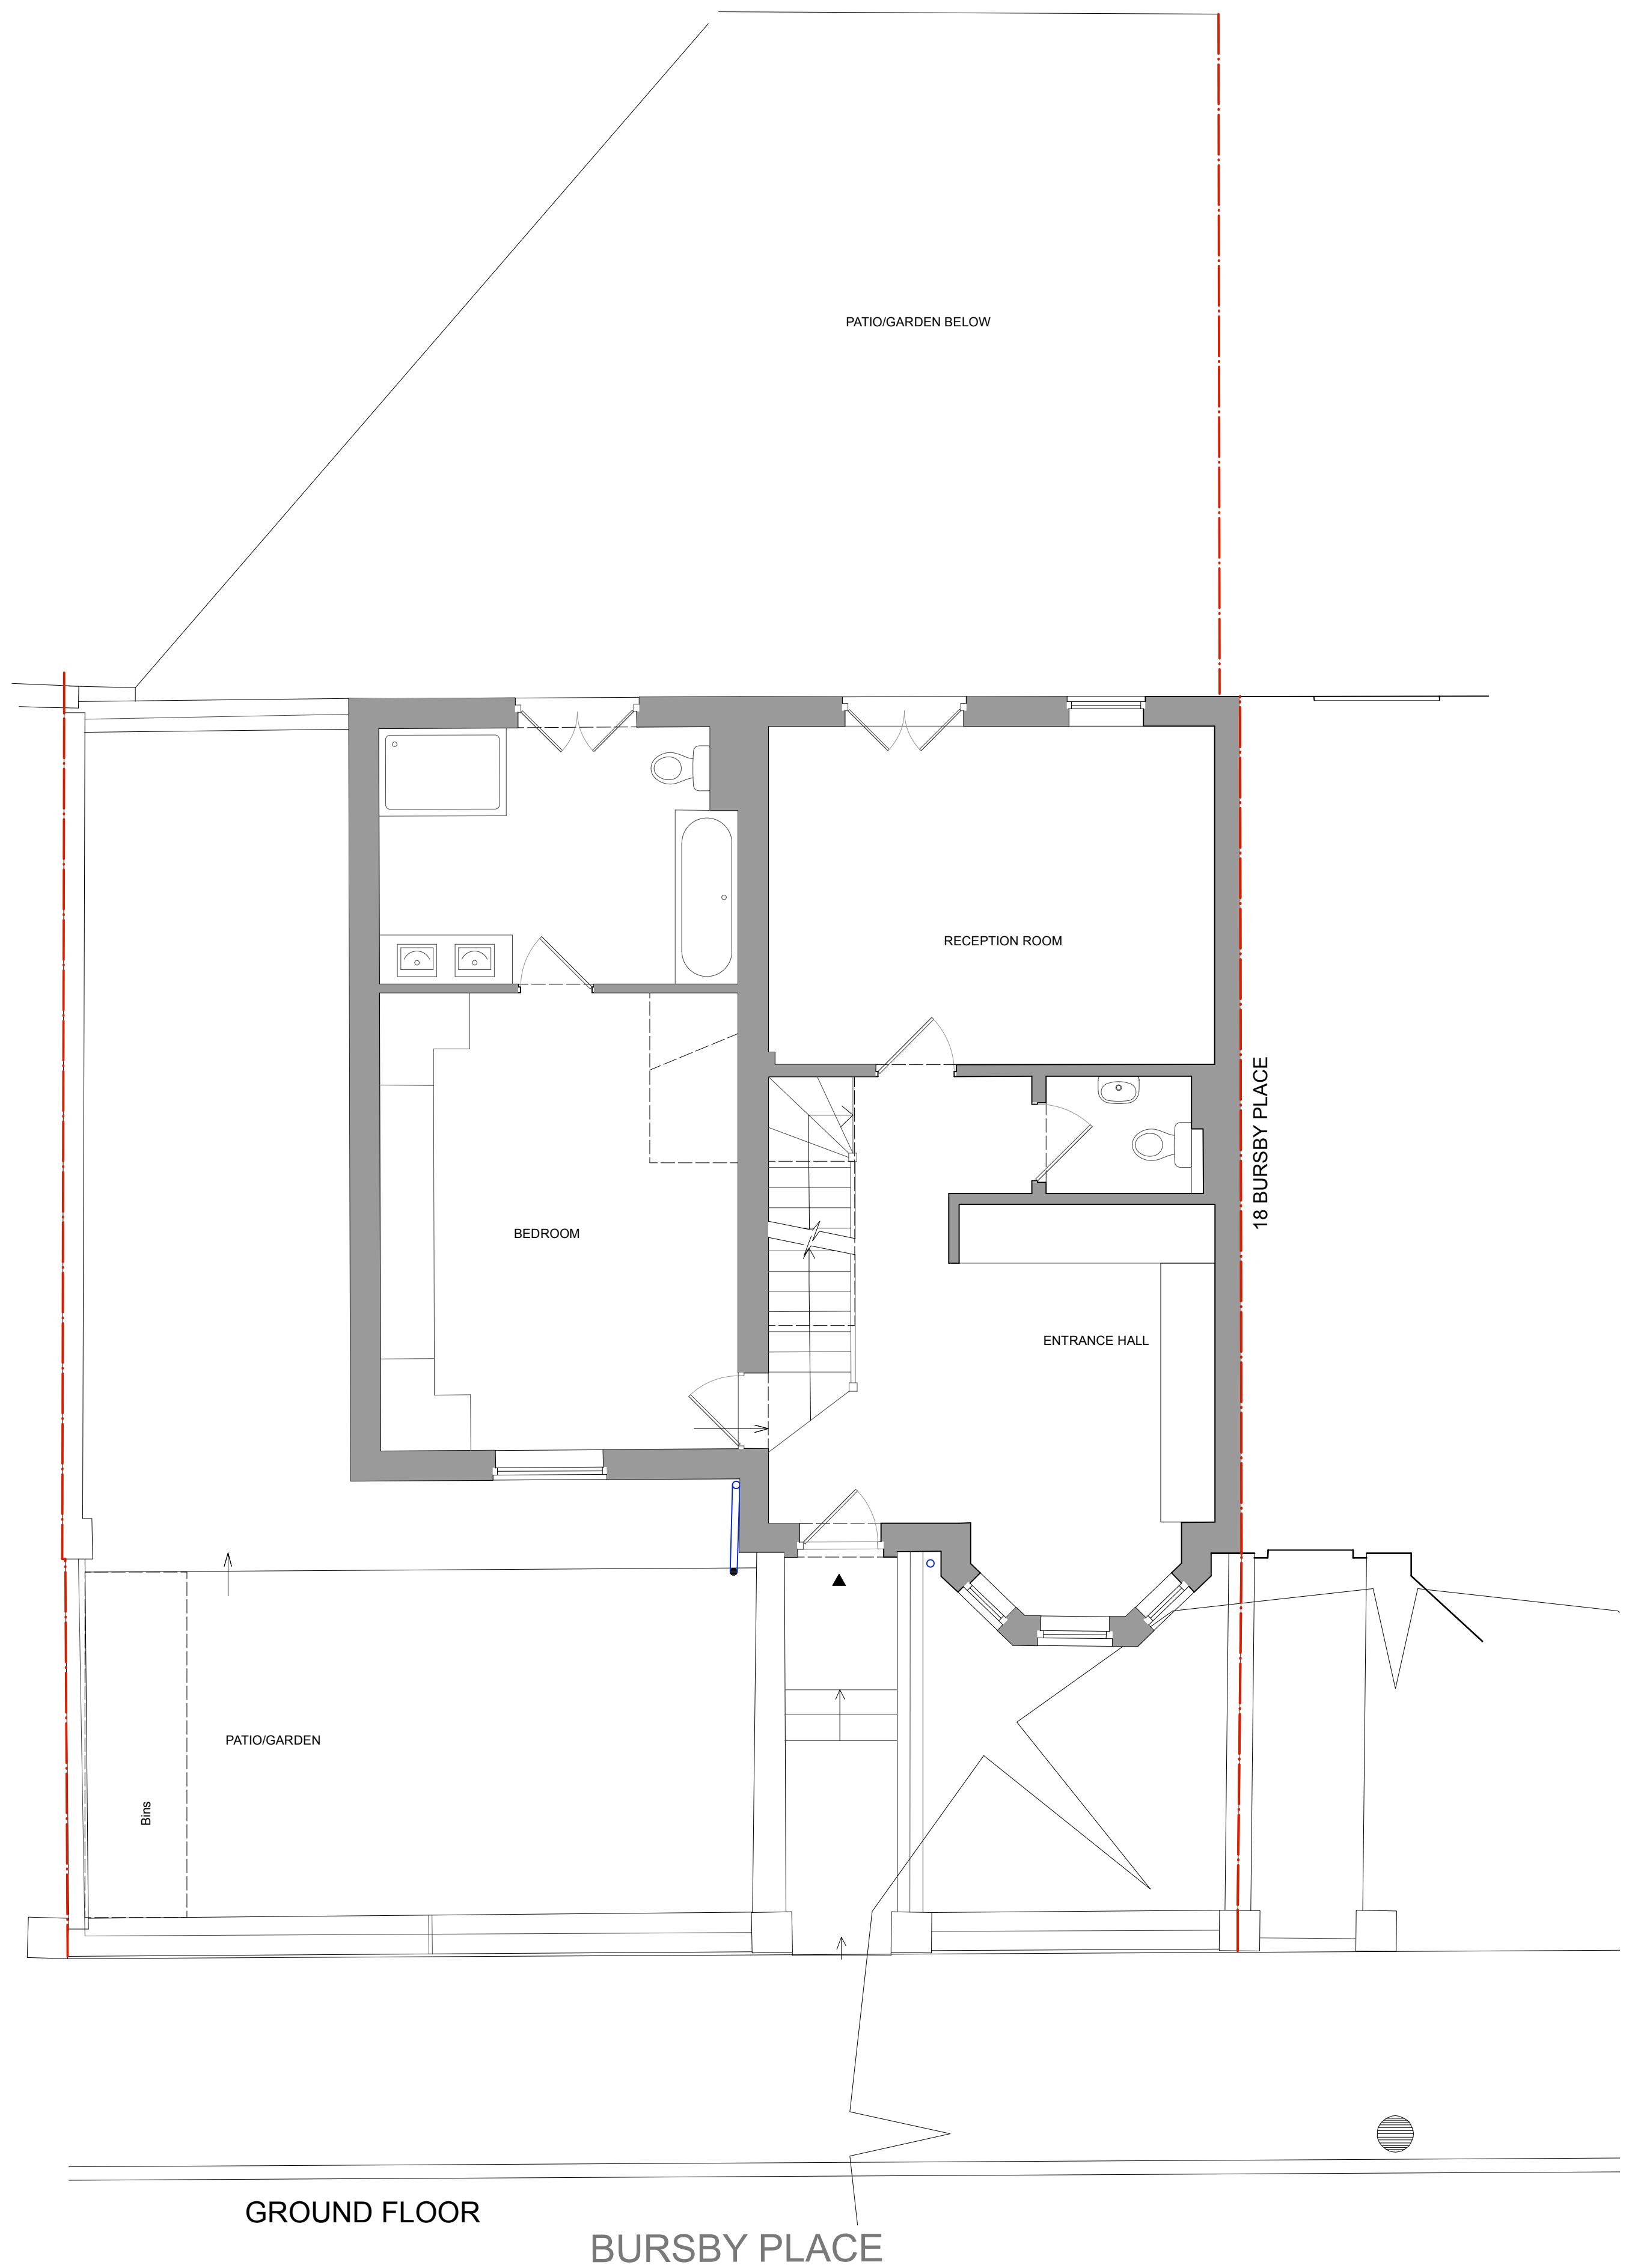 PATIO/GARDEN BELOW
RECEPTION ROOM
18 BURSBY PLACE
BEDROOM
ENTRANCE HALL
PATIO/GARDEN
Bins
GROUND FLOOR
BURSBY PLACE